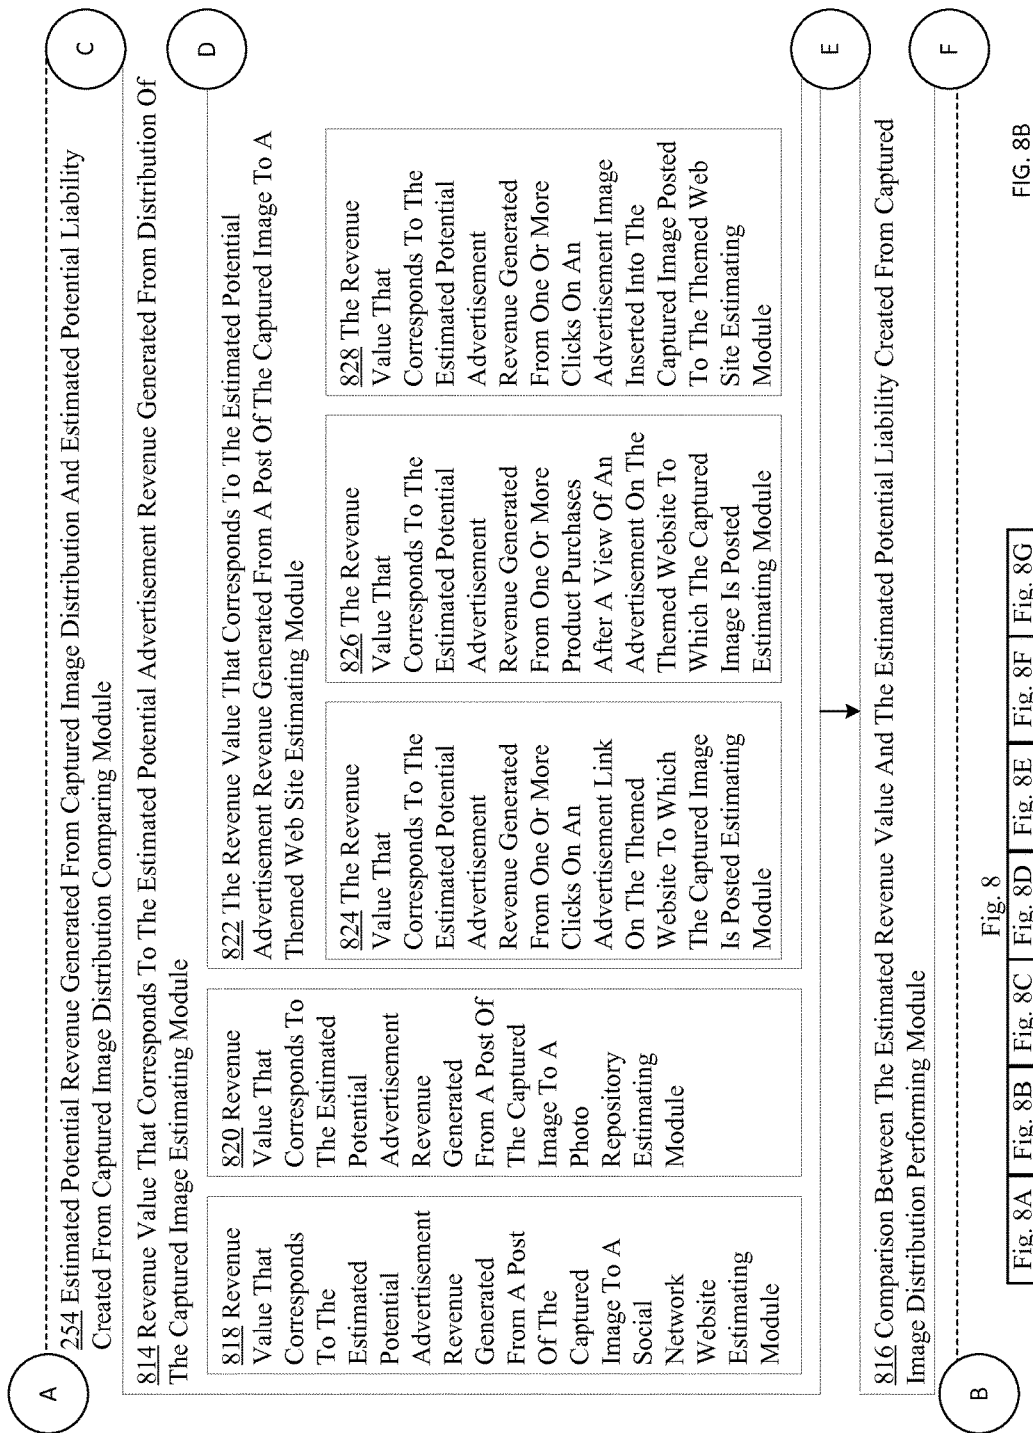 A
C
254 Estimated Potential Revenue Generated From Captured Image Distribution And Estimated Potential Liability
Created From Captured Image Distribution Comparing Module
814 Revenue Value That Corresponds To The Estimated Potential Advertisement Revenue Generated From Distribution Of
The Captured Image Estimating Module
D
818 Revenue
Value That
Corresponds
To The
Estimated
Potential
Advertisement
Revenue
Generated
From A Post
Of The
Captured
Image To A
Social
Network
Website
Estimating
Module
820 Revenue
Value That
Corresponds To
The Estimated
Potential
Advertisement
Revenue
Generated
From A Post Of
The Captured
Image To A
Photo
Repository
Estimating
Module
822 The Revenue Value That Corresponds To The Estimated Potential
Advertisement Revenue Generated From A Post Of The Captured Image To A
Themed Web Site Estimating Module
824 The Revenue
Value That
Corresponds To The
Estimated Potential
Advertisement
Revenue Generated
From One Or More
Clicks On An
Advertisement Link
On The Themed
Website To Which
The Captured Image
Is Posted Estimating
Module
826 The Revenue
Value That
Corresponds To The
Estimated Potential
Advertisement
Revenue Generated
From One Or More
Product Purchases
After A View Of An
Advertisement On The
Themed Website To
Which The Captured
Image Is Posted
Estimating Module
828 The Revenue
Value That
Corresponds To The
Estimated Potential
Advertisement
Revenue Generated
From One Or More
Clicks On An
Advertisement Image
Inserted Into The
Captured Image Posted
To The Themed Web
Site Estimating
Module
E
816 Comparison Between The Estimated Revenue Value And The Estimated Potential Liability Created From Captured
Image Distribution Performing Module
B
F
Fig. 8
Fig. 8A Fig. 8B Fig. 8C Fig. 8D Fig. 8E Fig. 8F Fig. 8G
FIG. 8B